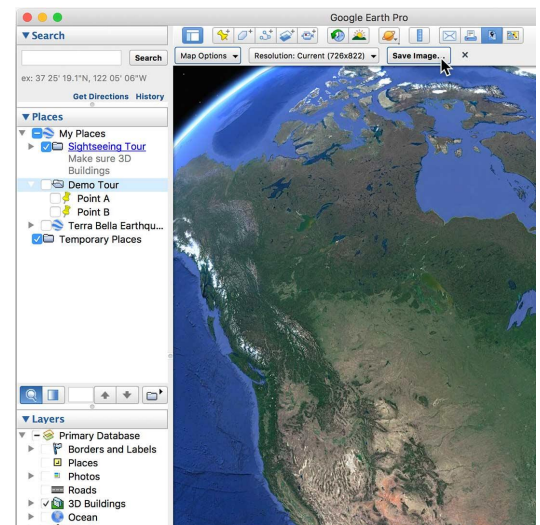 Google Earth Pro
▼ Search
Search
ex: 37 25' 19.1"N, 122 05' 06"W
Get Directions History
▼ Places
My Places
Sightseeing Tour
Make sure 3D
Buildings
Demo Tour
Point A
Point B
Terra Bella Earthqu...
Temporary Places
▼ Layers
Primary Database
Borders and Labels
Places
Photos
Roads
3D Buildings
Ocean
Map Options
Resolution: Current (726x822)
Save Image...